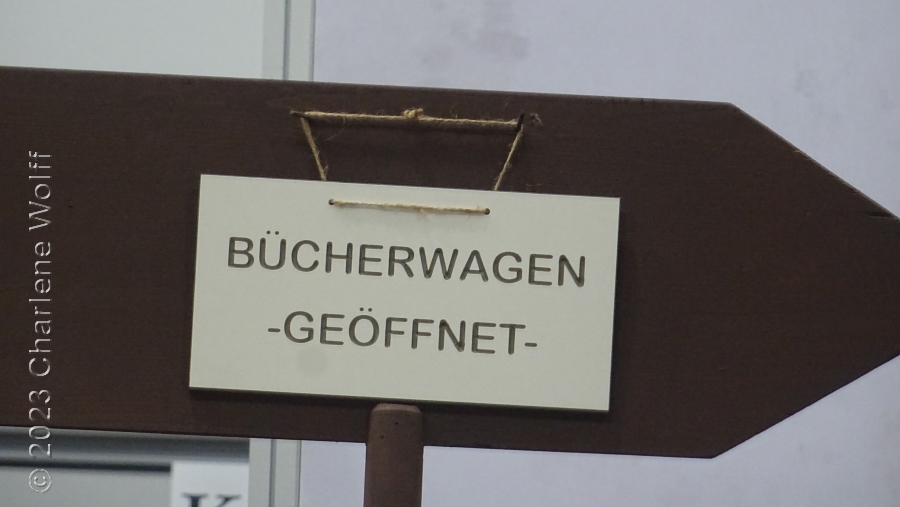 BÜCHERWAGEN
-GEÖFFNET-
© 2023 Charlene Wolff
K